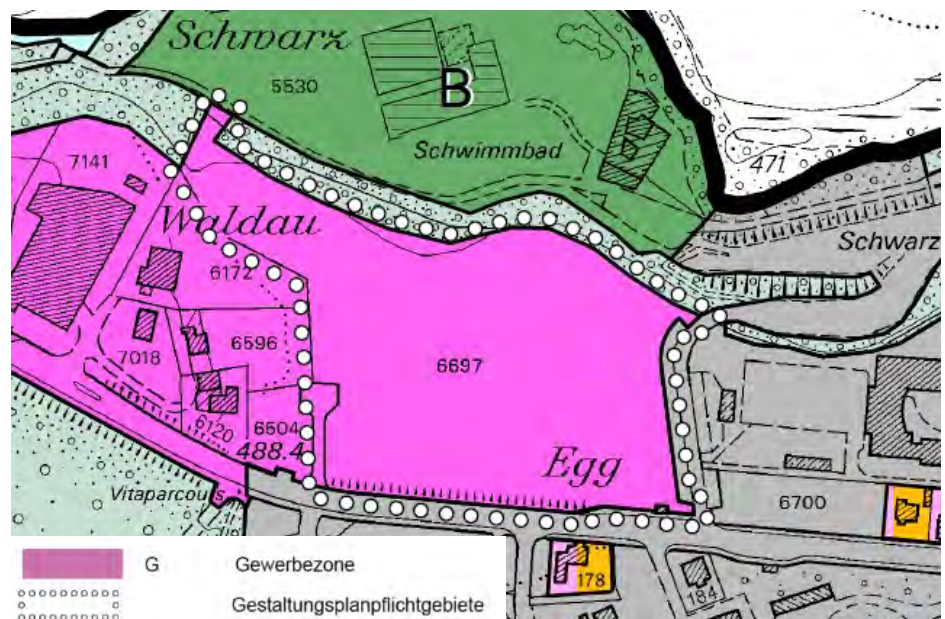 Schwarz
5530
B
Schwimmbad
471
7141
Waldau
Schwarz
6172
6596
7018
6697
6120
6504
488.4
Egg
Vitaparcours
6700
178
184
G Gewerbezone
Gestaltungsplanpflichtgebiete